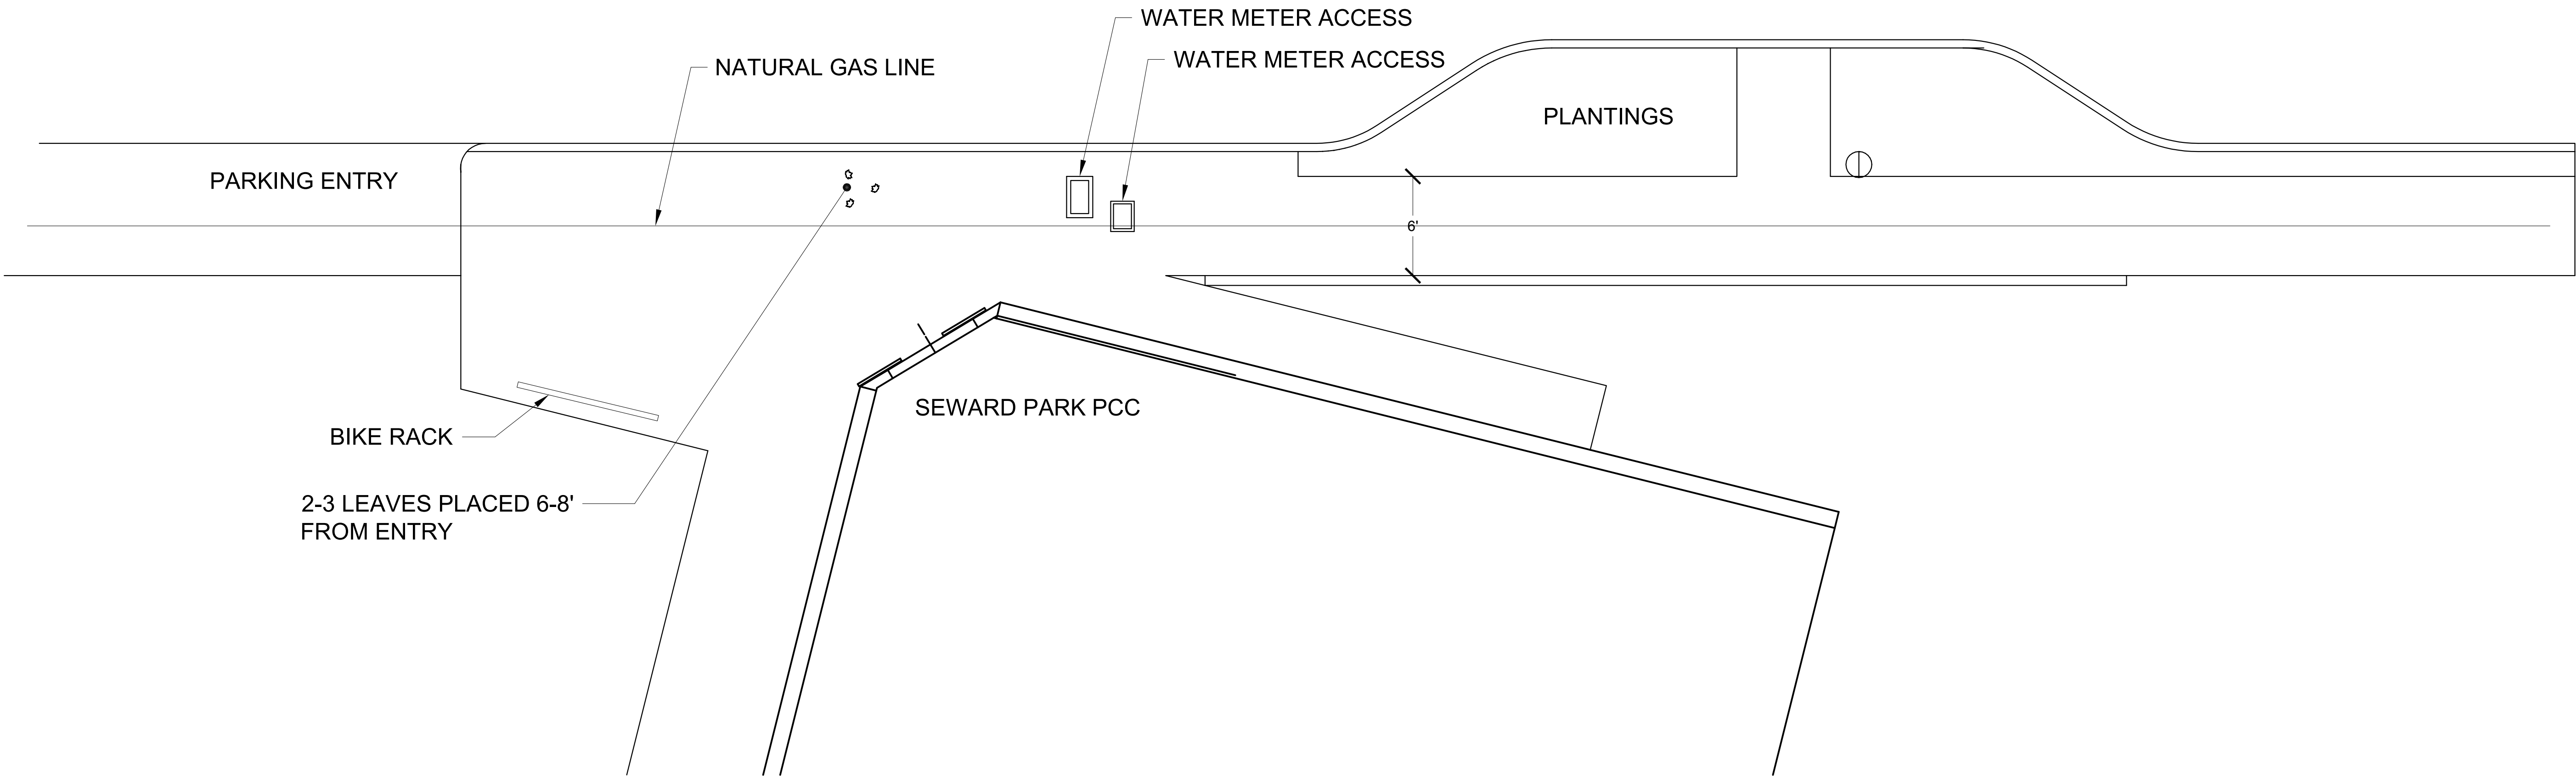 WATER METER ACCESS
WATER METER ACCESS
NATURAL GAS LINE
PLANTINGS
PARKING ENTRY
6'
SEWARD PARK PCC
BIKE RACK
2-3 LEAVES PLACED 6-8'
FROM ENTRY